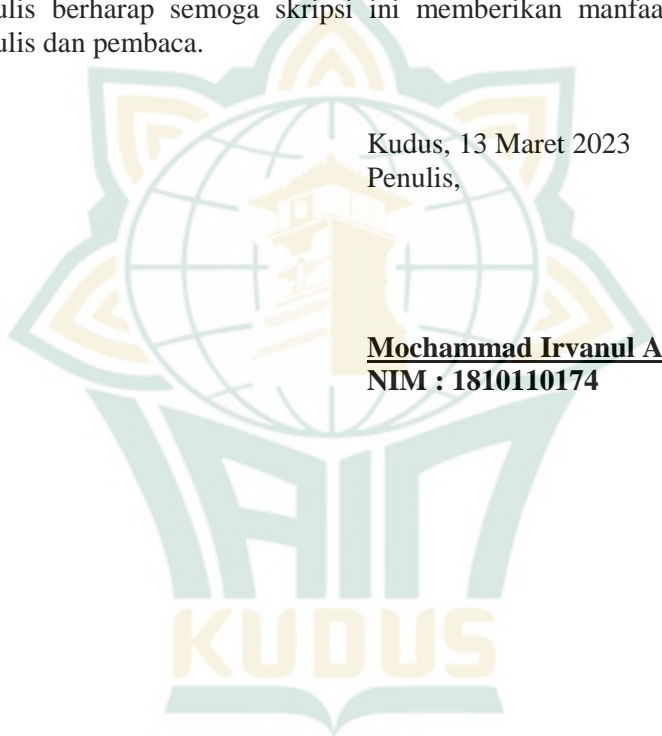 ulis berharap semoga skripsi ini memberikan manfaa
ulis dan pembaca.
Kudus, 13 Maret 2023
Penulis,
Mochammad Irvanul A
NIM : 1810110174
IAIN
KUDUS